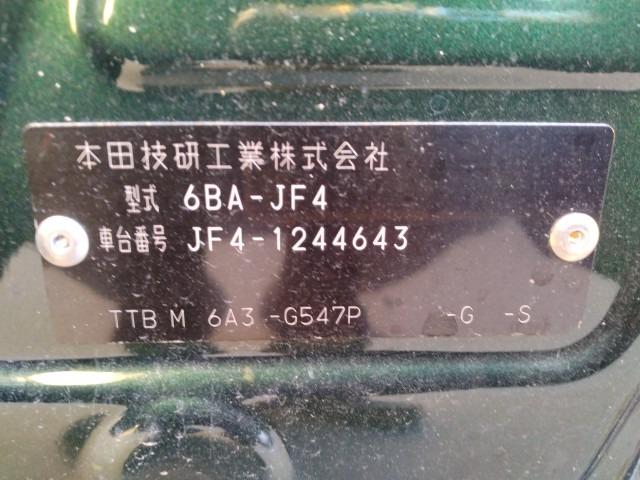 本田技研工業株式会社
型式 6BA-JF4
車台番号 JF4-1244643
TTB M 6A3 -G547P -G -S